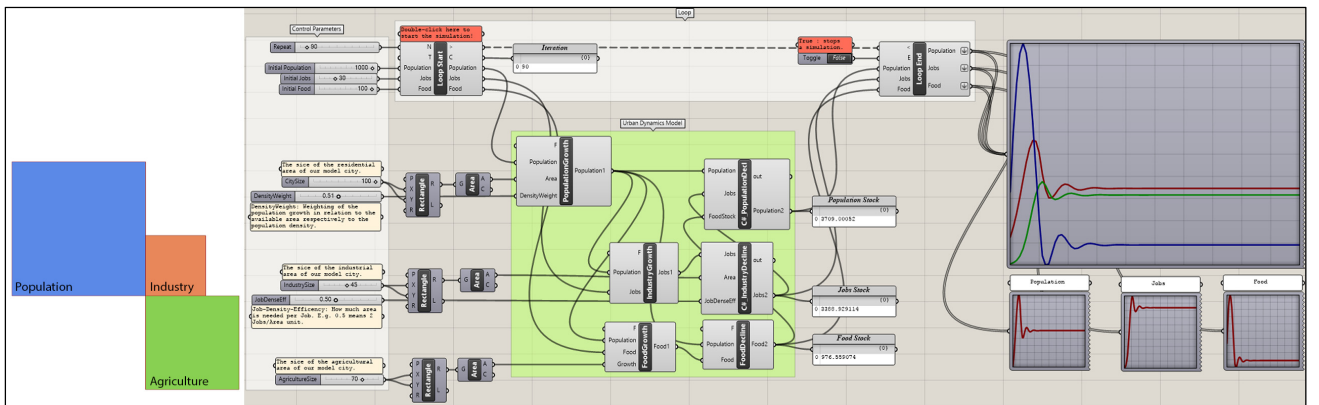 Population
Industry
Agriculture
Control Parameters
Repeat 90
Initial Population 1000
Initial Jobs 30
Initial Food 100
Loop
Double-click here to
start the simulation!
N
T
Population
Jobs
Food
Loop Start
>
C
Population
Jobs
Food
Iteration
{0}
0 90
True : stops
a simulation.
Toggle False
<
E
Population
Jobs
Food
Loop End
Population
Jobs
Food
The sice of the residential
area of our model city.
CitySize 100
DensityWeight 0.51
DensityWeight: Weighting of the
population growth in relation to the
available area respectively to the
population density.
P
X
Y
R
Rectangle
R
L
G
Area
A
C
The sice of the industrial
area of our model city.
IndustrySize 45
JobDenseEff 0.50
Job-Density-Efficency: How much area
is needed per Job. E.g. 0.5 means 2
Jobs/Area unit.
P
X
Y
R
Rectangle
R
L
G
Area
A
C
The sice of the agricultural
area of our model city.
AgricultureSize 70
P
X
Y
R
Rectangle
R
L
G
Area
A
C
Urban Dynamics Model
F
Population
Area
DensityWeight
PopulationGrowth
Population1
Population
Jobs
FoodStock
C#_PopulationDecl
out
Population2
F
Population
Jobs
IndustryGrowth
Jobs1
Jobs
Area
JobDenseEff
C#_IndustryDecline
out
Jobs2
F
Population
Food
Growth
FoodGrowth
Food1
F
Population
Food
FoodDecline
Food2
Population Stock
{0}
0 3709.00052
Jobs Stock
{0}
0 3388.929114
Food Stock
{0}
0 976.559074
Population
Jobs
Food